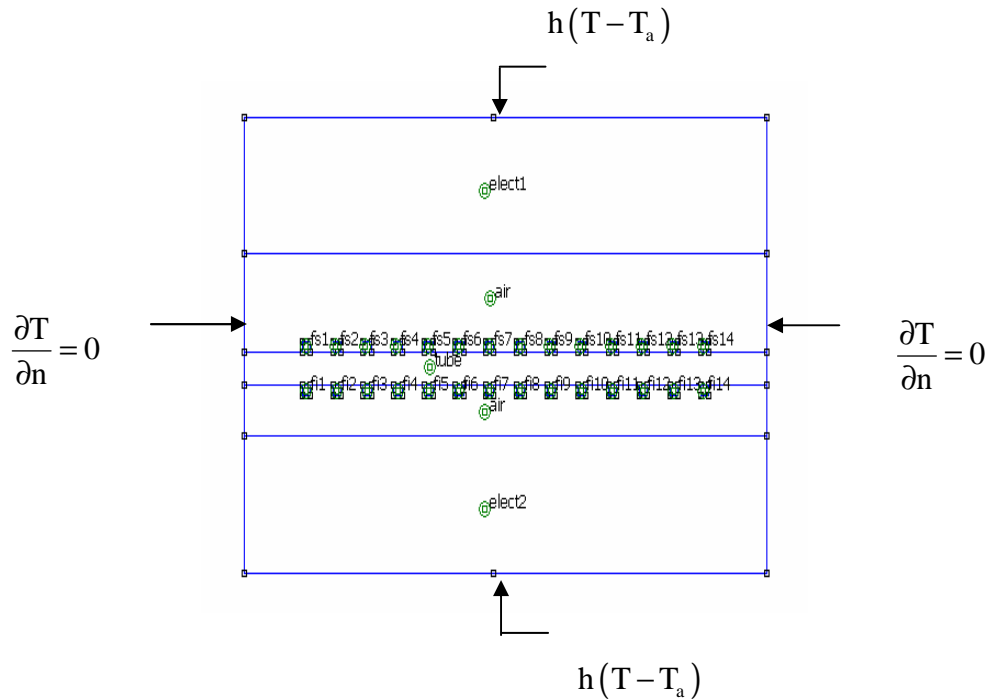 h(T − Tₐ)
elect1
air
fs1 fs2 fs3 fs4 fs5 fs6 fs7 fs8 fs9 fs10 fs11 fs12 fs13 fs14
∂T/∂n = 0
∂T/∂n = 0
tube
fi1 fi2 fi3 fi4 fi5 fi6 fi7 fi8 fi9 fi10 fi11 fi12 fi13 fi14
air
elect2
h(T − Tₐ)